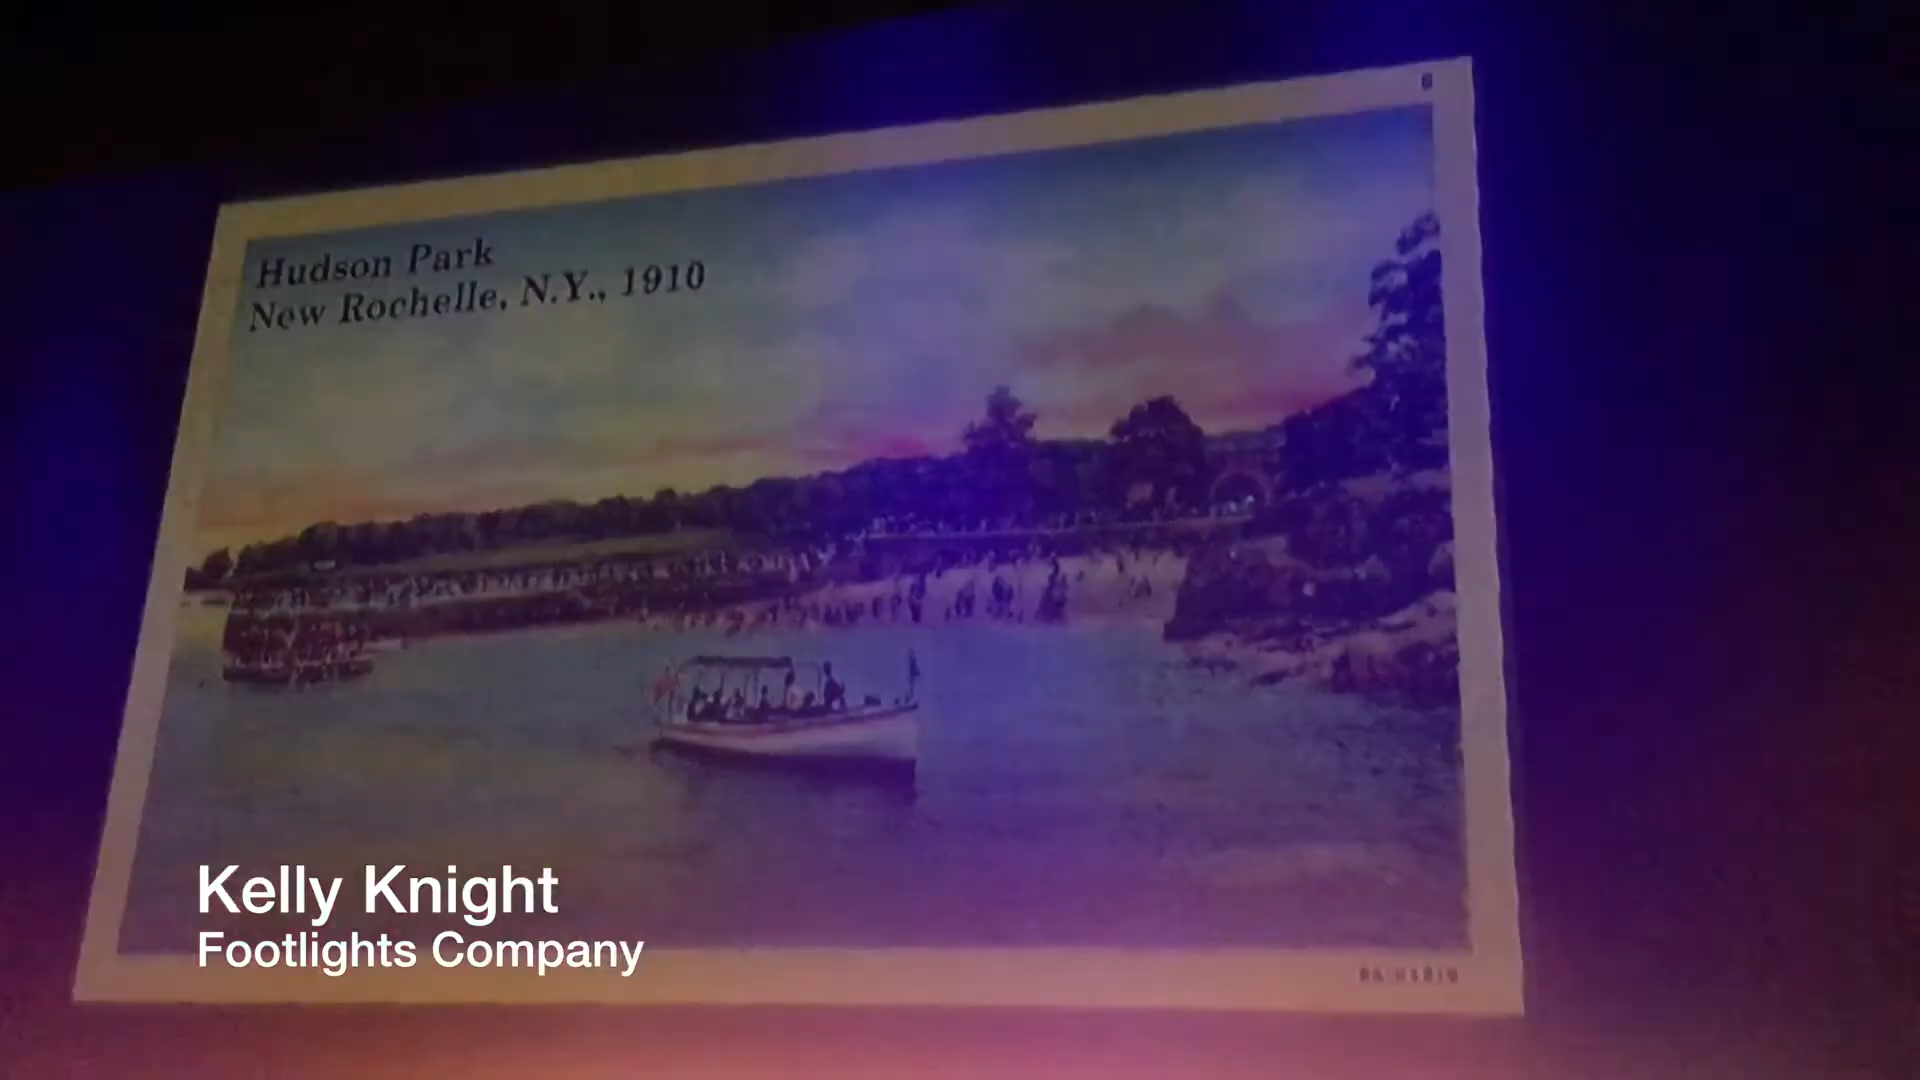 Hudson Park
New Rochelle, N.Y., 1910
Kelly Knight
Footlights Company